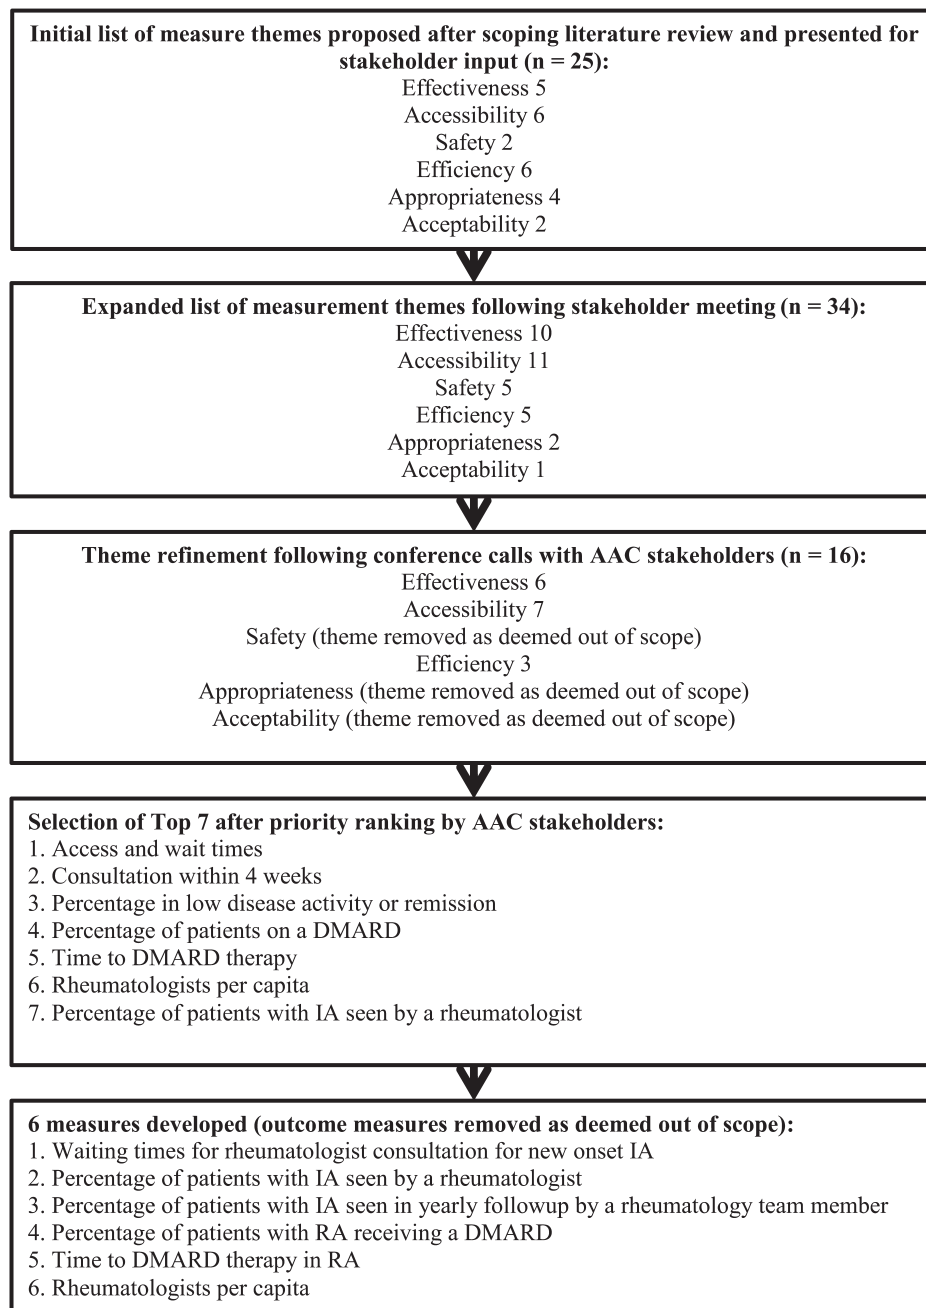 Initial list of measure themes proposed after scoping literature review and presented for
stakeholder input (n = 25):
Effectiveness 5
Accessibility 6
Safety 2
Efficiency 6
Appropriateness 4
Acceptability 2
Expanded list of measurement themes following stakeholder meeting (n = 34):
Effectiveness 10
Accessibility 11
Safety 5
Efficiency 5
Appropriateness 2
Acceptability 1
Theme refinement following conference calls with AAC stakeholders (n = 16):
Effectiveness 6
Accessibility 7
Safety (theme removed as deemed out of scope)
Efficiency 3
Appropriateness (theme removed as deemed out of scope)
Acceptability (theme removed as deemed out of scope)
Selection of Top 7 after priority ranking by AAC stakeholders:
1. Access and wait times
2. Consultation within 4 weeks
3. Percentage in low disease activity or remission
4. Percentage of patients on a DMARD
5. Time to DMARD therapy
6. Rheumatologists per capita
7. Percentage of patients with IA seen by a rheumatologist
6 measures developed (outcome measures removed as deemed out of scope):
1. Waiting times for rheumatologist consultation for new onset IA
2. Percentage of patients with IA seen by a rheumatologist
3. Percentage of patients with IA seen in yearly followup by a rheumatology team member
4. Percentage of patients with RA receiving a DMARD
5. Time to DMARD therapy in RA
6. Rheumatologists per capita